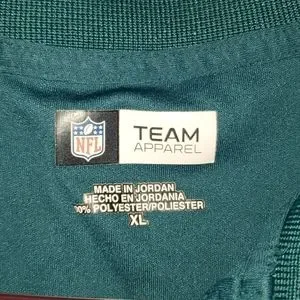 NFL
TEAM
APPAREL
MADE IN JORDAN
HECHO EN JORDANIA
POLYESTER/POLIESTER
XL